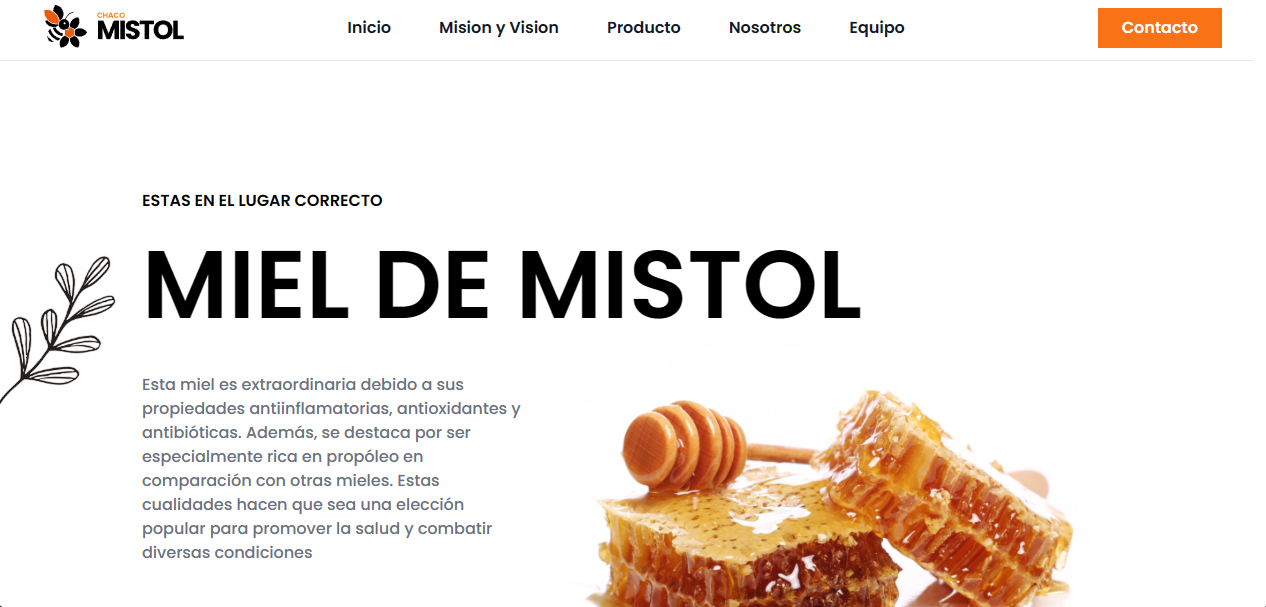 CHACO
MISTOL
Inicio Mision y Vision Producto Nosotros Equipo Contacto
ESTAS EN EL LUGAR CORRECTO
MIEL DE MISTOL
Esta miel es extraordinaria debido a sus
propiedades antiinflamatorias, antioxidantes y
antibióticas. Además, se destaca por ser
especialmente rica en propóleo en
comparación con otras mieles. Estas
cualidades hacen que sea una elección
popular para promover la salud y combatir
diversas condiciones